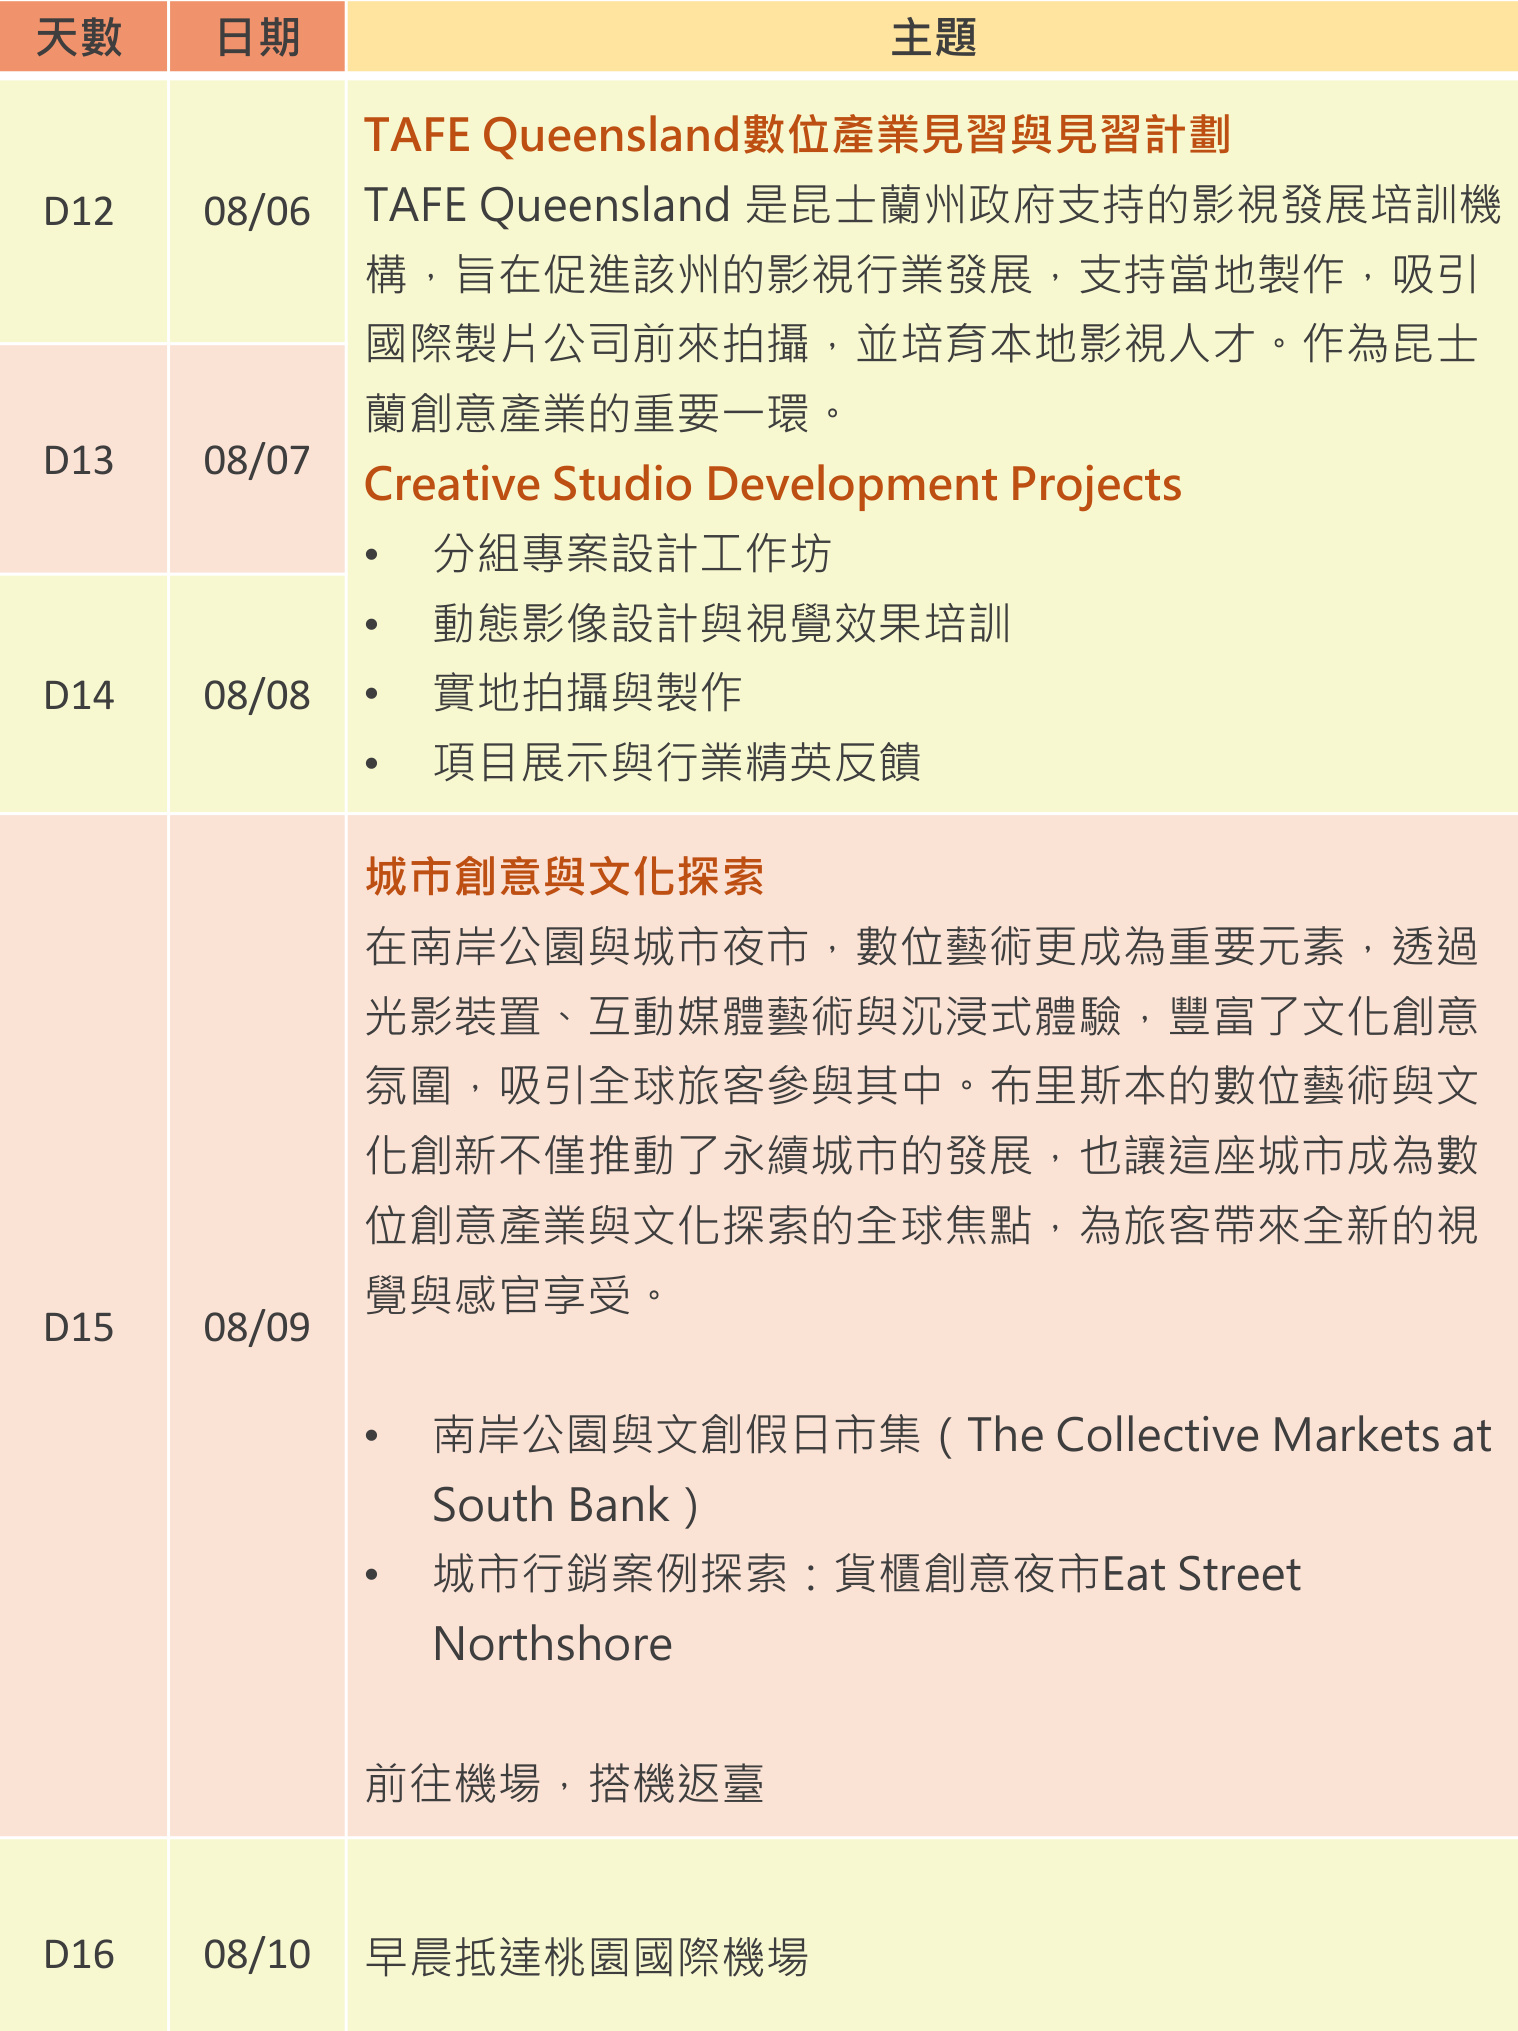 天數 日期 主題
D12 08/06
TAFE Queensland數位產業見習與見習計劃
TAFE Queensland 是昆士蘭州政府支持的影視發展培訓機
構，旨在促進該州的影視行業發展，支持當地製作，吸引
國際製片公司前來拍攝，並培育本地影視人才。作為昆士
蘭創意產業的重要一環。
D13 08/07
Creative Studio Development Projects
• 分組專案設計工作坊
• 動態影像設計與視覺效果培訓
D14 08/08
• 實地拍攝與製作
• 項目展示與行業精英反饋
D15 08/09
城市創意與文化探索
在南岸公園與城市夜市，數位藝術更成為重要元素，透過
光影裝置、互動媒體藝術與沉浸式體驗，豐富了文化創意
氛圍，吸引全球旅客參與其中。布里斯本的數位藝術與文
化創新不僅推動了永續城市的發展，也讓這座城市成為數
位創意產業與文化探索的全球焦點，為旅客帶來全新的視
覺與感官享受。
• 南岸公園與文創假日市集（The Collective Markets at
South Bank）
• 城市行銷案例探索：貨櫃創意夜市Eat Street
Northshore
前往機場，搭機返臺
D16 08/10 早晨抵達桃園國際機場